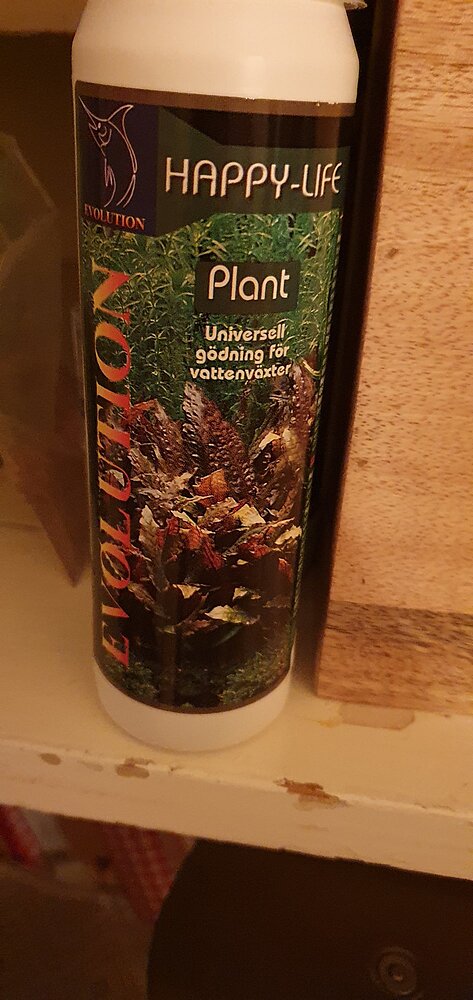 HAPPY-LIFE
EVOLUTION
Plant
Universell
gödning för
vattenväxter
EVOLUTION